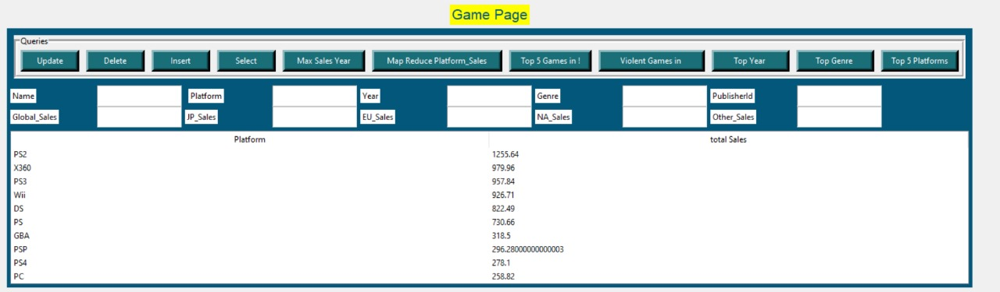 Game Page
Queries
Update Delete Insert Select Max Sales Year Map Reduce Platform_Sales Top 5 Games in ! Violent Games in Top Year Top Genre Top 5 Platforms
Name Platform Year Genre PublisherId
Global_Sales JP_Sales EU_Sales NA_Sales Other_Sales
Platform total Sales
PS2 1255.64
X360 979.96
PS3 957.84
Wii 926.71
DS 822.49
PS 730.66
GBA 318.5
PSP 296.28000000000003
PS4 278.1
PC 258.82